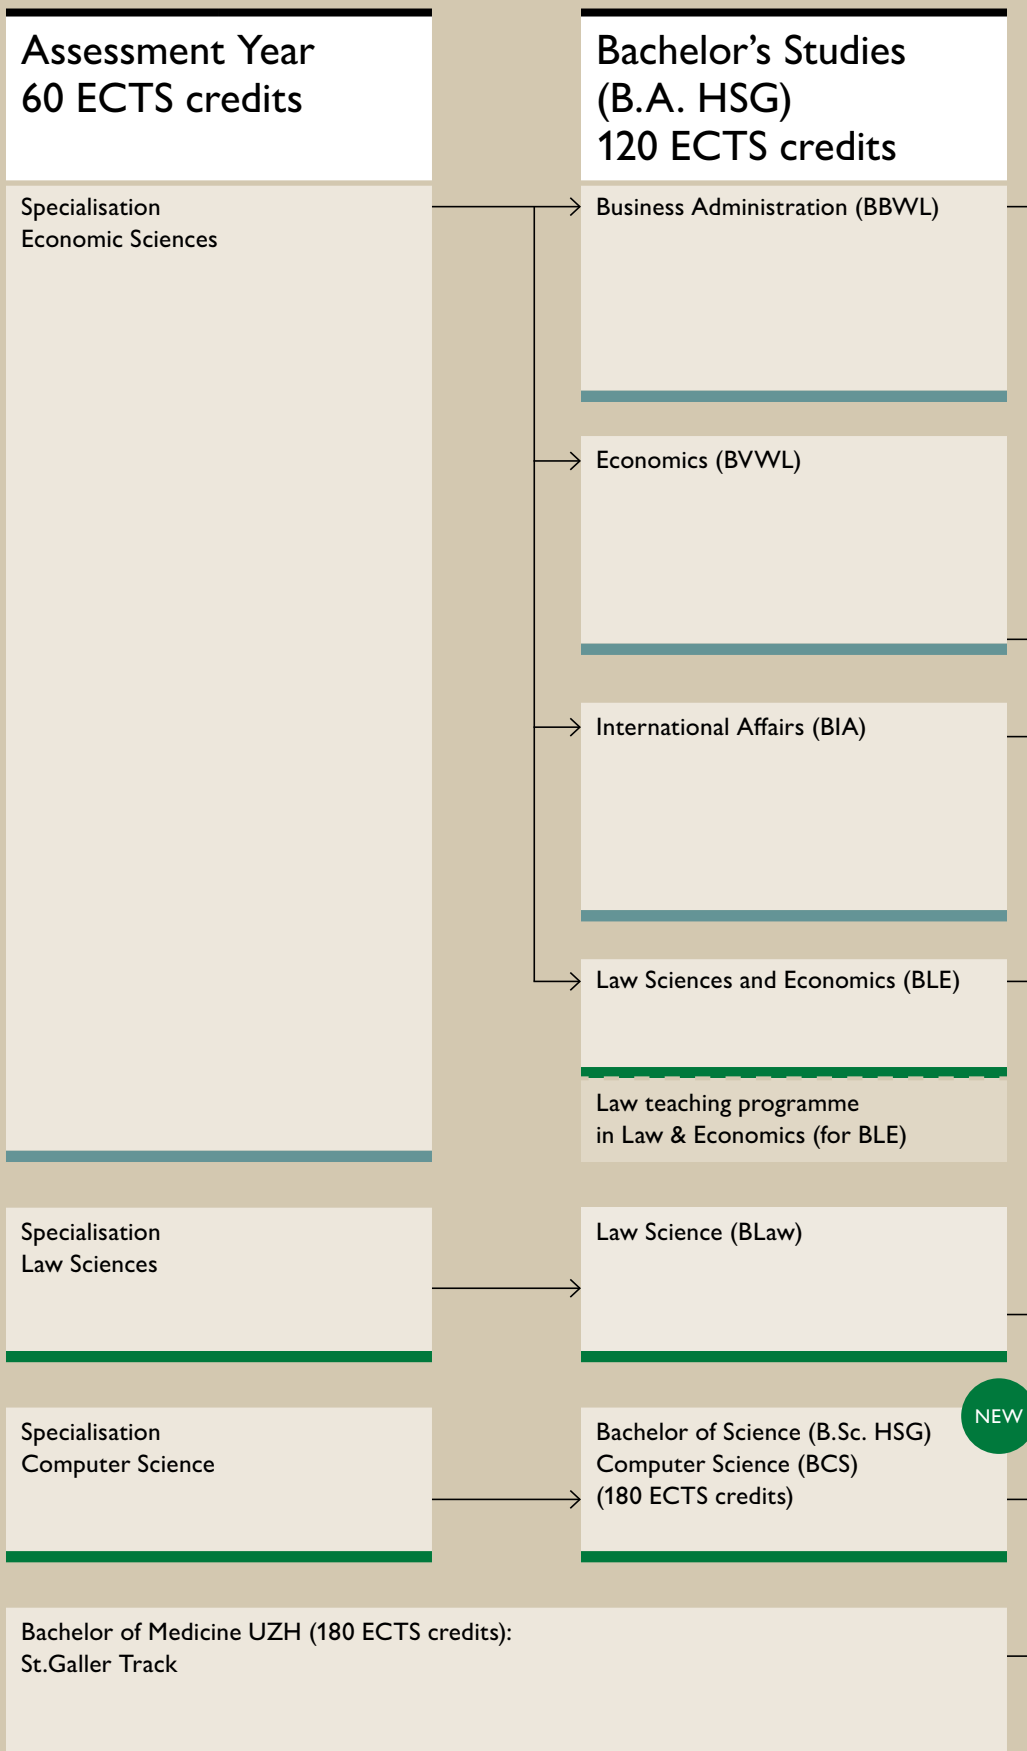 Assessment Year
60 ECTS credits
Bachelor's Studies
(B.A. HSG)
120 ECTS credits
Specialisation
Economic Sciences
Business Administration (BBWL)
Economics (BVWL)
International Affairs (BIA)
Law Sciences and Economics (BLE)
Law teaching programme
in Law & Economics (for BLE)
Specialisation
Law Sciences
Law Science (BLaw)
Specialisation
Computer Science
NEW
Bachelor of Science (B.Sc. HSG)
Computer Science (BCS)
(180 ECTS credits)
Bachelor of Medicine UZH (180 ECTS credits):
St.Galler Track